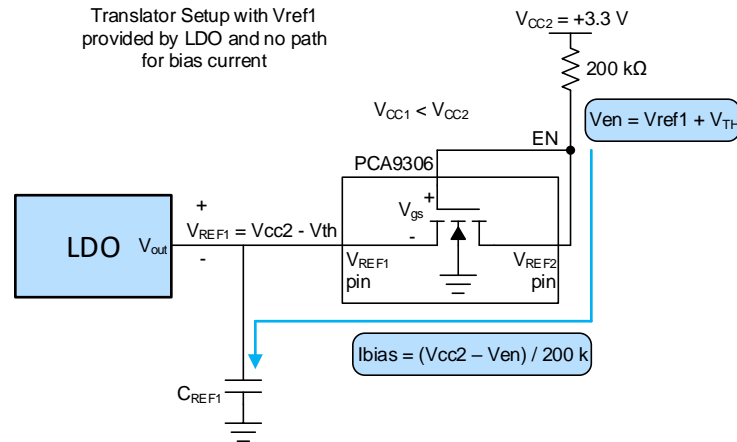 Translator Setup with Vref1
provided by LDO and no path
for bias current
VCC2 = +3.3 V
200 kΩ
VCC1 < VCC2
Ven = Vref1 + VTH
EN
PCA9306
+
Vgs
-
LDO
Vout
+
VREF1 = Vcc2 - Vth
-
VREF1
pin
VREF2
pin
Ibias = (Vcc2 – Ven) / 200 k
CREF1